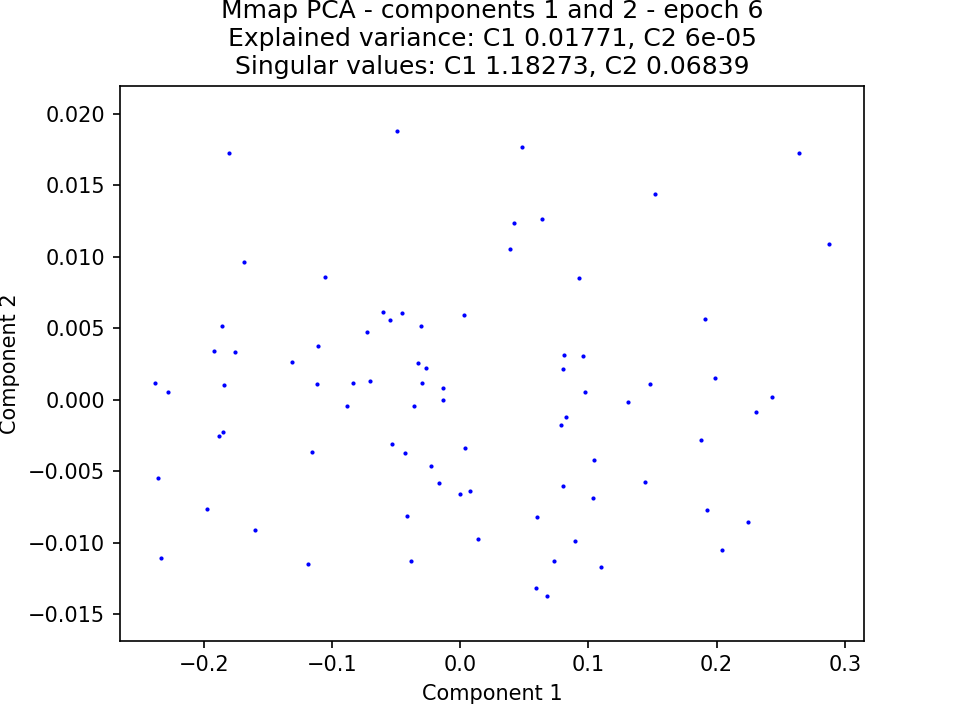 Mmap PCA - components 1 and 2 - epoch 6
Explained variance: C1 0.01771, C2 6e-05
Singular values: C1 1.18273, C2 0.06839
0.020
0.015
0.010
0.005
0.000
−0.005
−0.010
−0.015
Component 2
−0.2
−0.1
0.0
0.1
0.2
0.3
Component 1